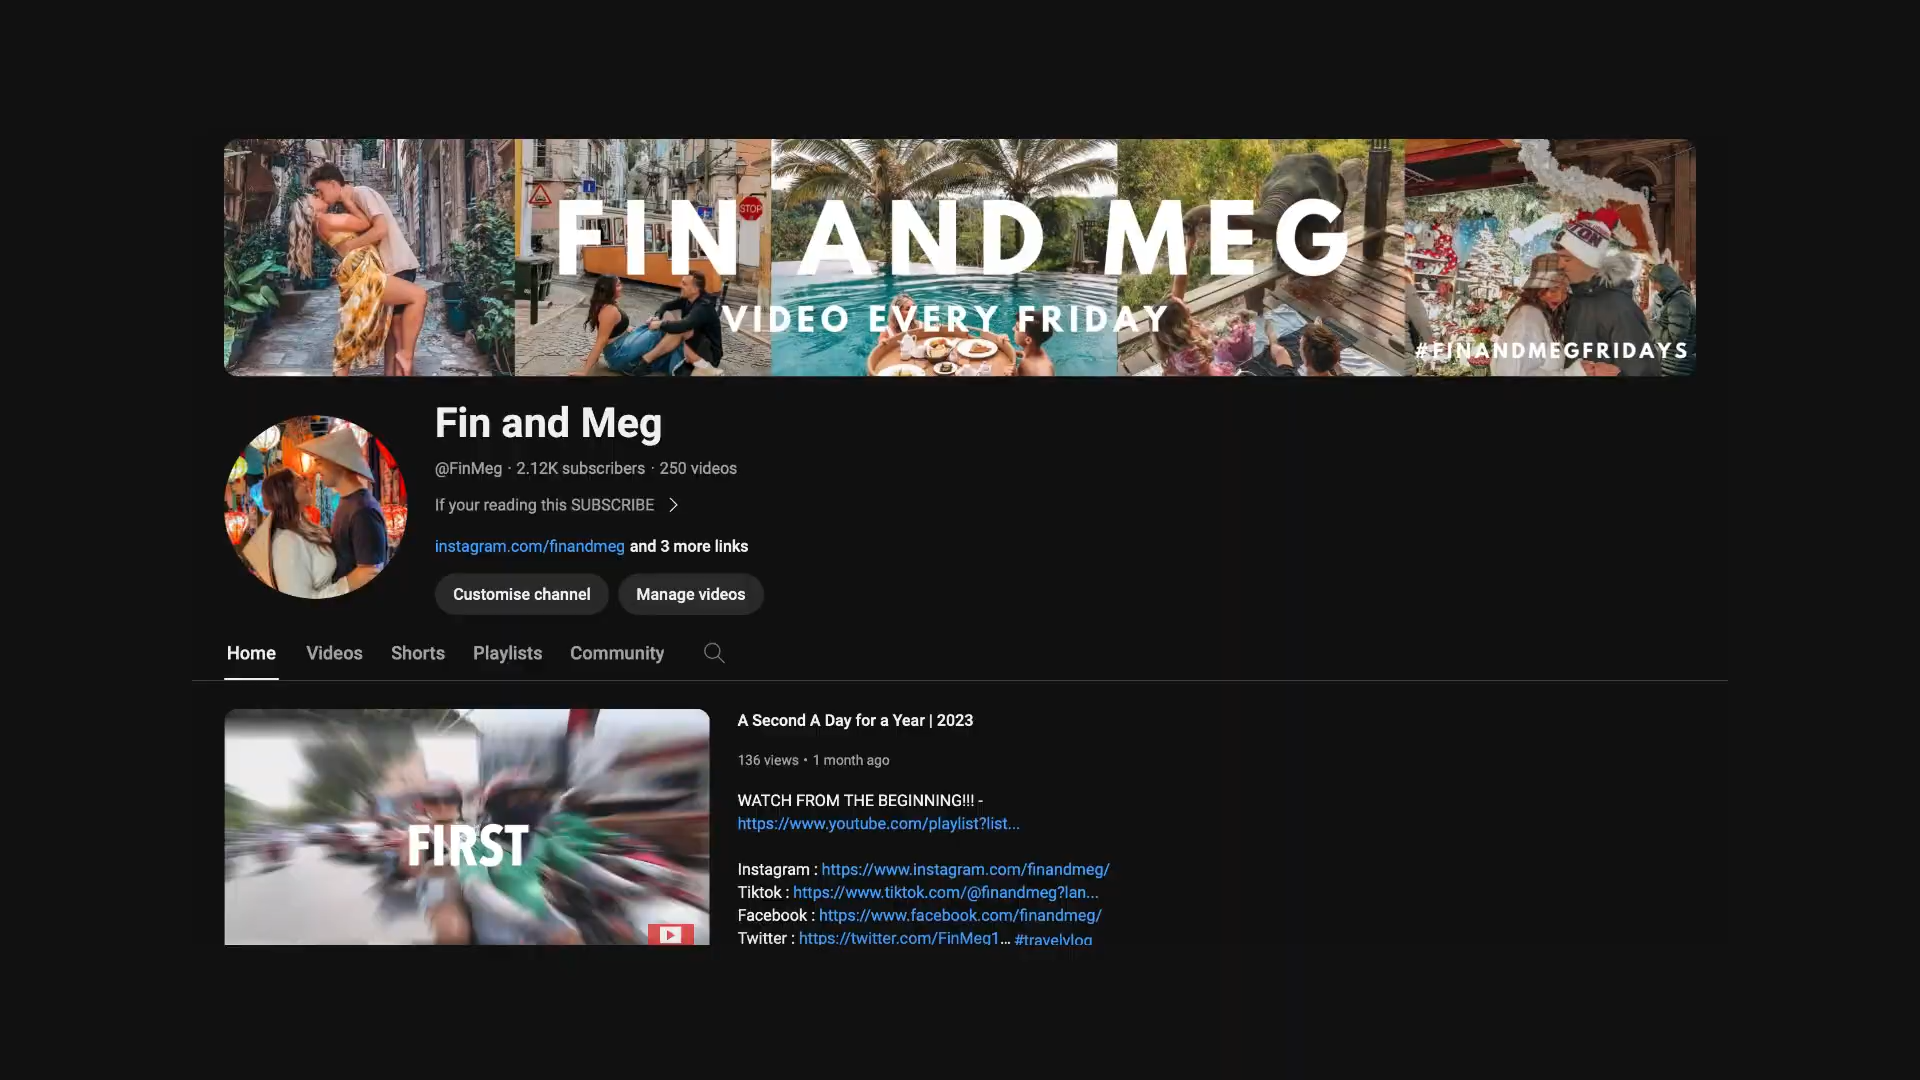 FIN AND MEG
VIDEO EVERY FRIDAY
#FINANDMEGFRIDAYS
STOP
Fin and Meg
@FinMeg · 2.12K subscribers · 250 videos
If your reading this SUBSCRIBE
instagram.com/finandmeg and 3 more links
Customise channel Manage videos
Home Videos Shorts Playlists Community
FIRST
A Second A Day for a Year | 2023
136 views • 1 month ago
WATCH FROM THE BEGINNING!!! -
https://www.youtube.com/playlist?list...
Instagram : https://www.instagram.com/finandmeg/
Tiktok : https://www.tiktok.com/@finandmeg?lan...
Facebook : https://www.facebook.com/finandmeg/
Twitter : https://twitter.com/FinMeg1... #travelvlog